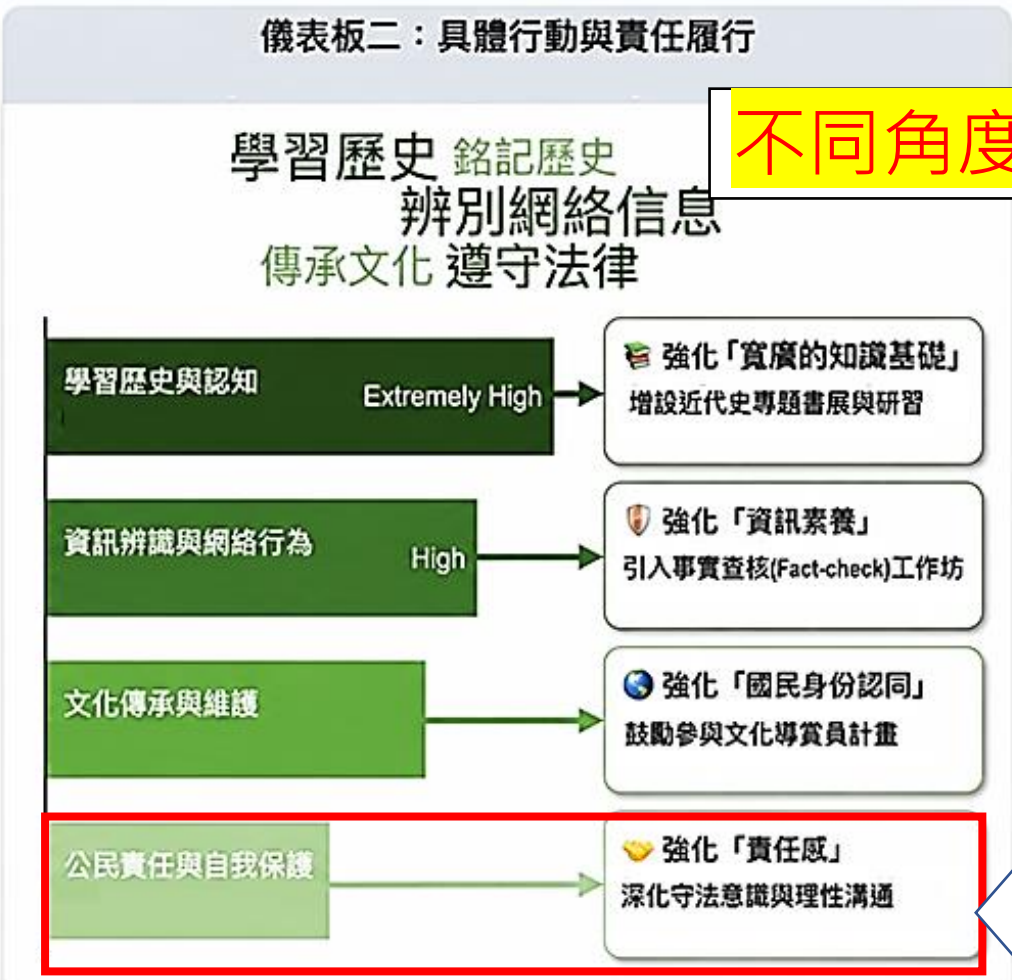 儀表板二：具體行動與責任履行
不同角度
學習歷史 銘記歷史
辨別網絡信息
傳承文化 遵守法律
學習歷史與認知
Extremely High
強化「寬廣的知識基礎」
增設近代史專題書展與研習
資訊辨識與網絡行為
High
強化「資訊素養」
引入事實查核(Fact-check)工作坊
文化傳承與維護
強化「國民身份認同」
鼓勵參與文化導賞員計畫
公民責任與自我保護
強化「責任感」
深化守法意識與理性溝通